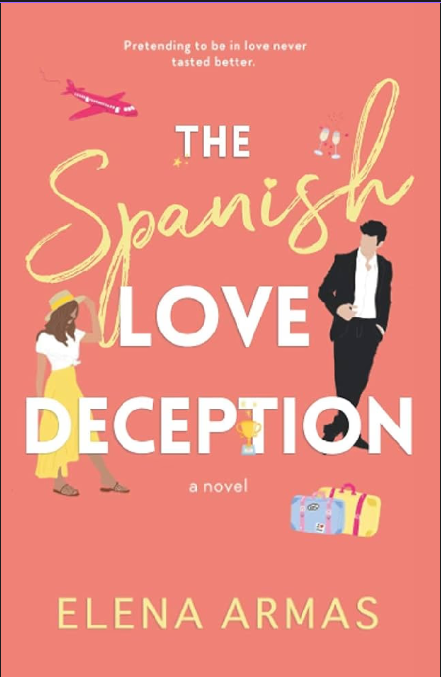 Pretending to be in love never
tasted better.
THE
Spanish
LOVE
DECEPTION
a novel
ELENA ARMAS